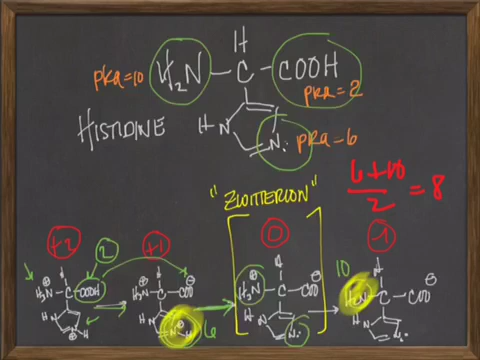 H
H₂N — C — COOH
pka=10
pka=2
HISTIDINE
H N
N:
pka=6
6+10
2
= 8
"ZWITTERION"
+2
2
+1
0
-1
10
H
H
H
H
H₃N⊕ C COOH
H₃N⊕ C COO⊖
H₃N⊕ C COO⊖
H₂N C COO⊖
6